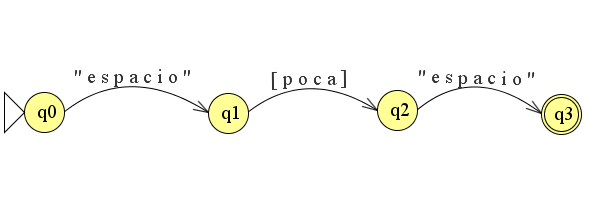 "espacio"
[poca]
"espacio"
q0
q1
q2
q3